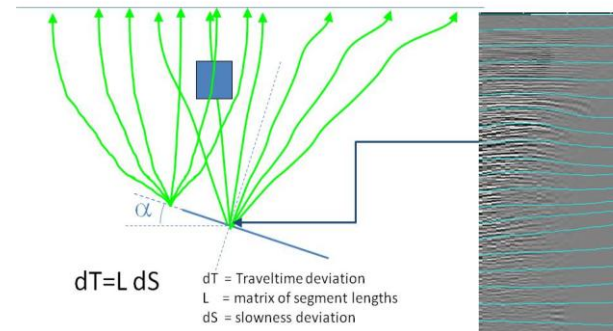 α
dT=L dS
dT = Traveltime deviation
L = matrix of segment lengths
dS = slowness deviation